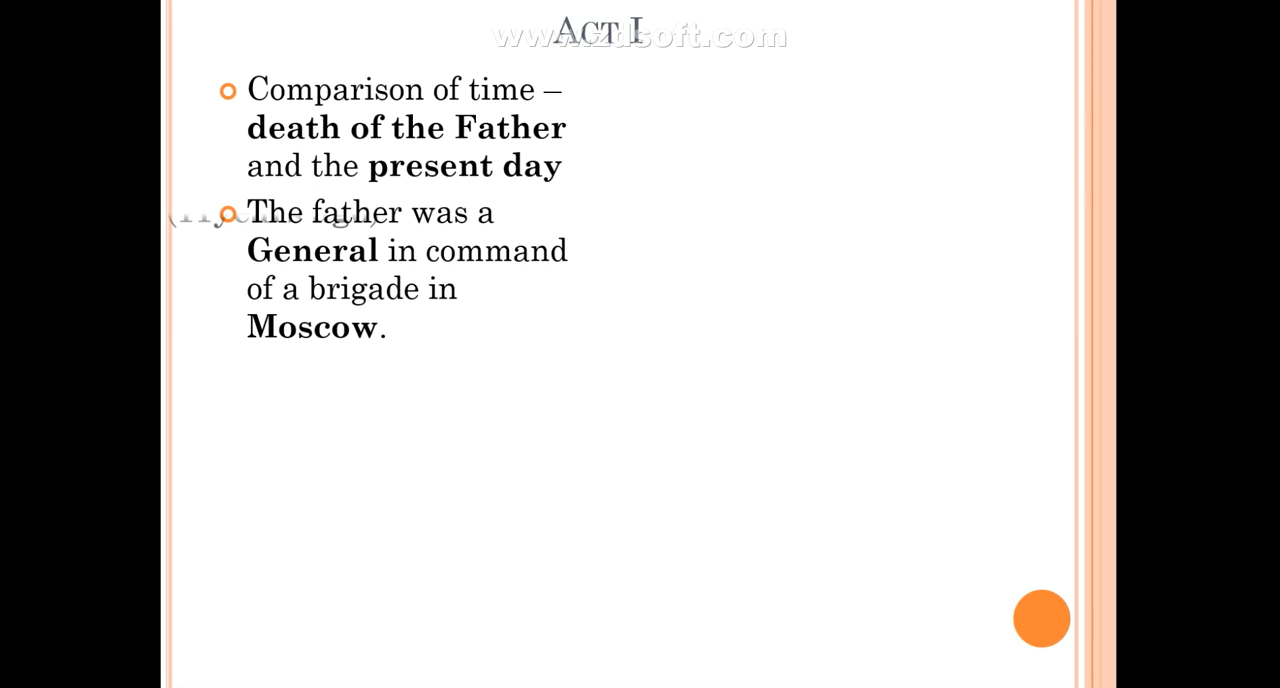 Act I
www.zdsoft.com
Comparison of time –
death of the Father
and the present day
The father was a
General in command
of a brigade in
Moscow.